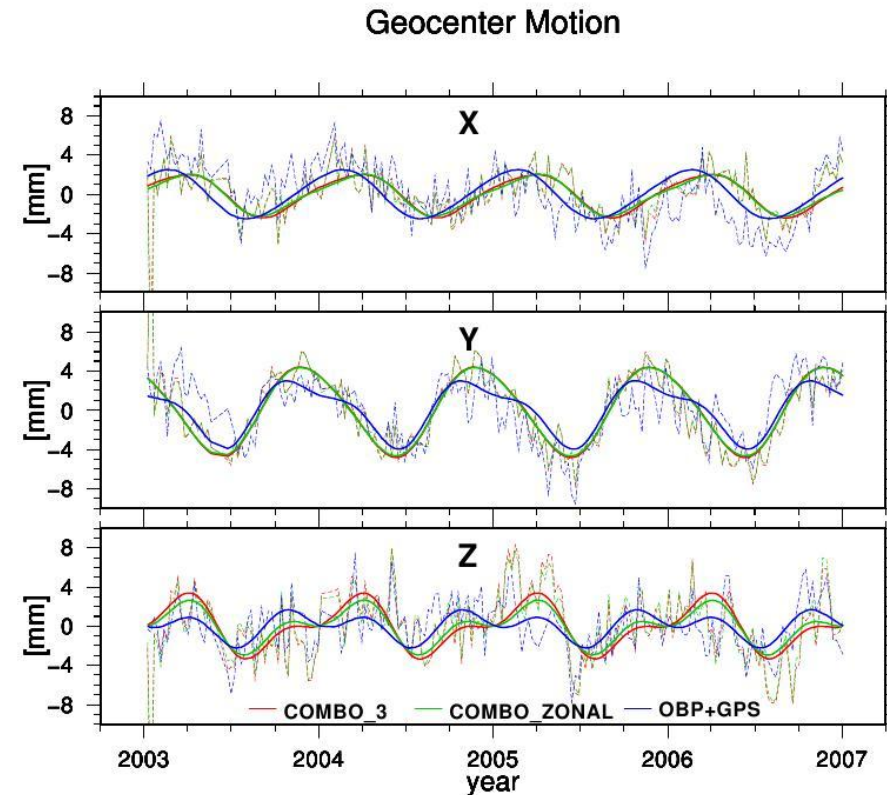 Geocenter Motion
X
8
4
0
−4
−8
[mm]
Y
8
4
0
−4
−8
[mm]
Z
8
4
0
−4
−8
[mm]
COMBO_3 COMBO_ZONAL OBP+GPS
2003 2004 2005 2006 2007
year